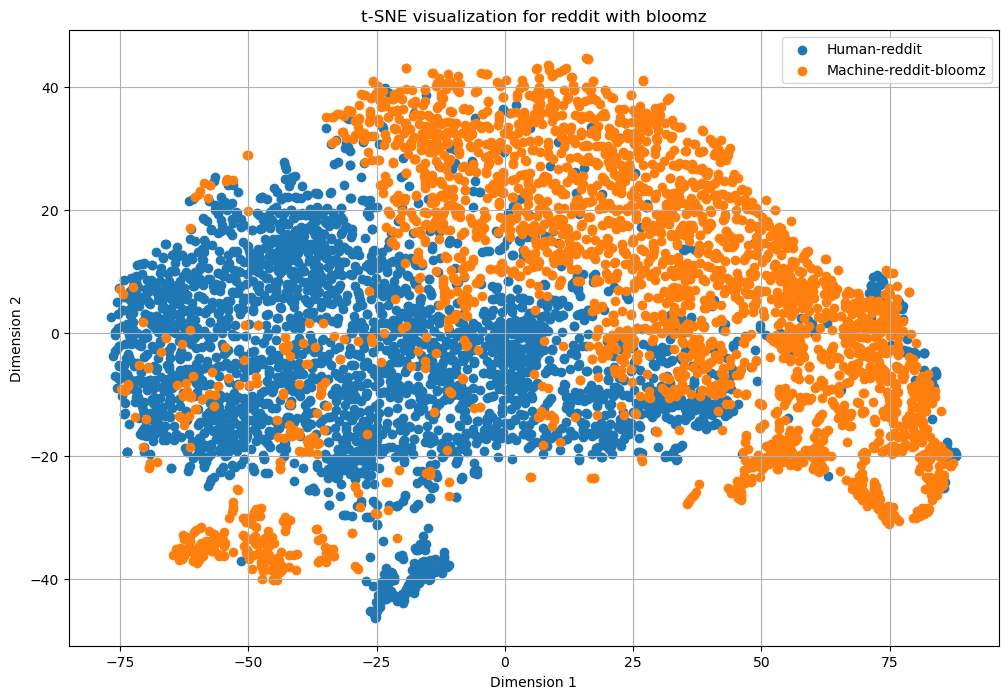 t-SNE visualization for reddit with bloomz
Human-reddit
Machine-reddit-bloomz
40
20
0
−20
−40
Dimension 2
−75
−50
−25
0
25
50
75
Dimension 1